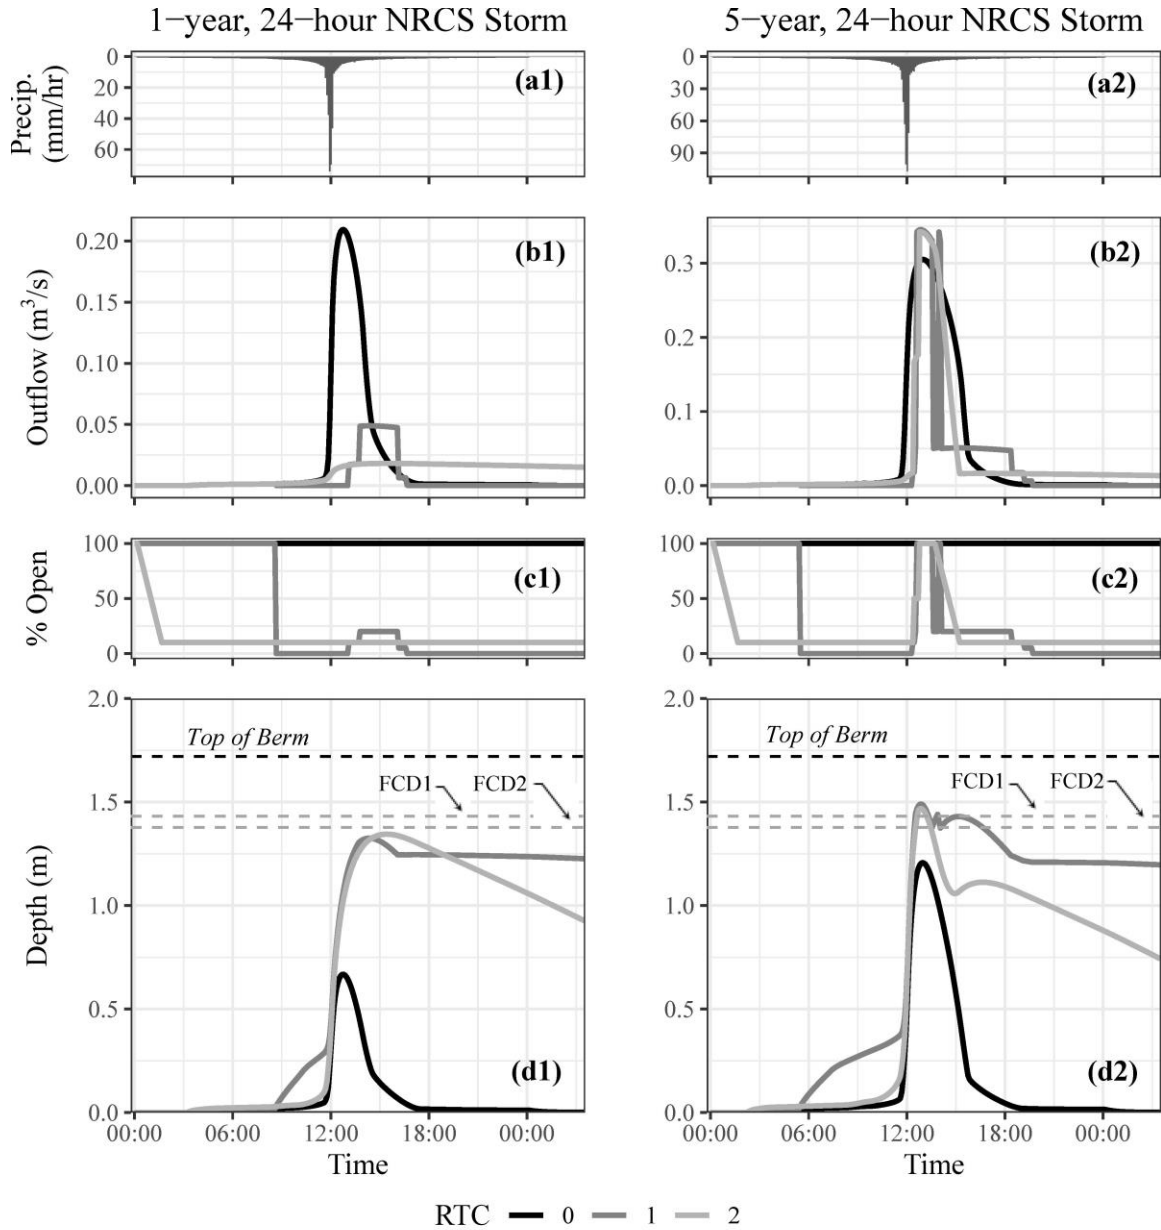 1−year, 24−hour NRCS Storm
5−year, 24−hour NRCS Storm
Precip.
(mm/hr)
0
20
40
60
(a1)
0
30
60
90
(a2)
Outflow (m³/s)
0.20
0.15
0.10
0.05
0.00
(b1)
0.3
0.2
0.1
0.0
(b2)
% Open
100
50
0
(c1)
100
50
0
(c2)
Depth (m)
2.0
1.5
1.0
0.5
0.0
Top of Berm
FCD1
FCD2
(d1)
00:00 06:00 12:00 18:00 00:00
Time
2.0
1.5
1.0
0.5
0.0
Top of Berm
FCD1
FCD2
(d2)
00:00 06:00 12:00 18:00 00:00
Time
RTC 0 1 2